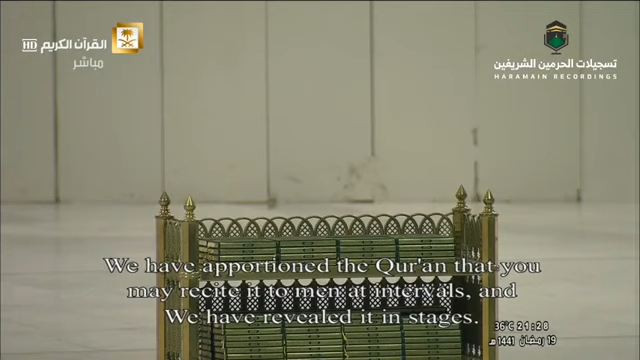 HD القرآن الكريم
مباشر
تسجيلات الحرمين الشريفين
HARAMAIN RECORDINGS
We have apportioned the Qur'an that you
may recite it to men at intervals, and
We have revealed it in stages.
36°C 21:28
19 رمضان 1441 هـ